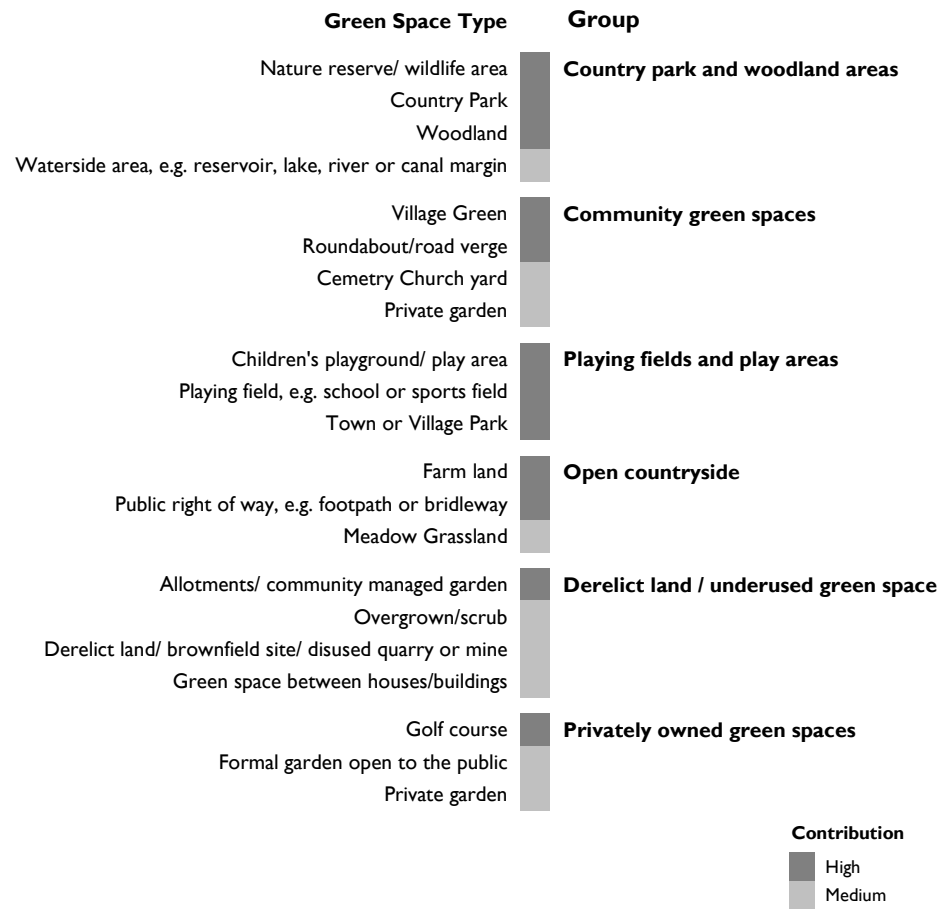 Green Space Type Group
Nature reserve/ wildlife area Country park and woodland areas
Country Park
Woodland
Waterside area, e.g. reservoir, lake, river or canal margin
Village Green Community green spaces
Roundabout/road verge
Cemetry Church yard
Private garden
Children's playground/ play area Playing fields and play areas
Playing field, e.g. school or sports field
Town or Village Park
Farm land Open countryside
Public right of way, e.g. footpath or bridleway
Meadow Grassland
Allotments/ community managed garden Derelict land / underused green space
Overgrown/scrub
Derelict land/ brownfield site/ disused quarry or mine
Green space between houses/buildings
Golf course Privately owned green spaces
Formal garden open to the public
Private garden
Contribution
High
Medium